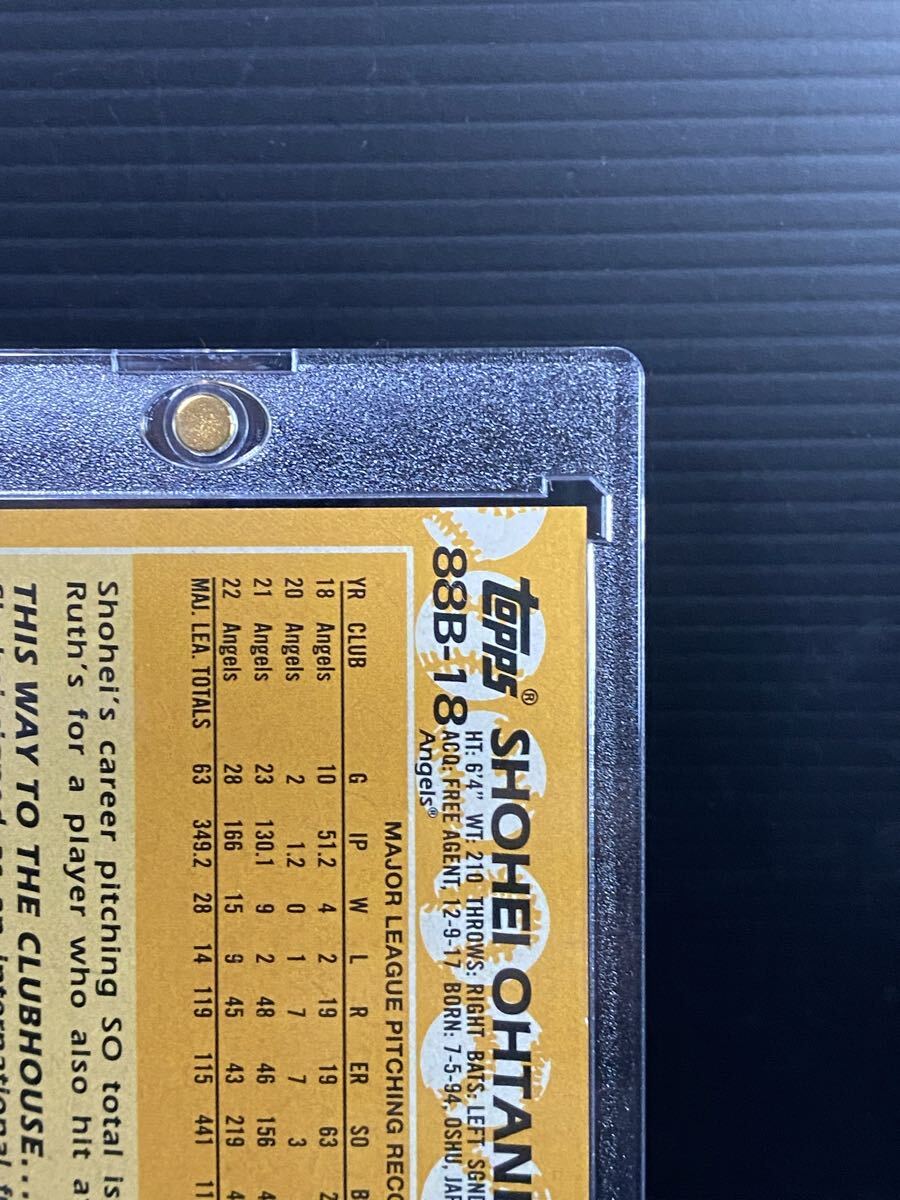 topps® SHOHEI OHTANI
88B-18
HT: 6'4" WT: 210 THROWS: RIGHT BATS: LEFT
ACQ: FREE AGENT, 12-9-17 BORN: 7-5-94, OSHU,
Angels®
MAJOR LEAGUE PITCHING
YR CLUB G IP W L R ER SO
18 Angels 10 51.2 4 2 19 19 63
20 Angels 2 1.2 0 1 7 7 3
21 Angels 23 130.1 9 2 48 46 156
22 Angels 28 166 15 9 45 43 219
MAJ. LEA. TOTALS 63 349.2 28 14 119 115 441
Shohei's career pitching SO total is
Ruth's for a player who also hit
THIS WAY TO THE CLUBHOUSE...